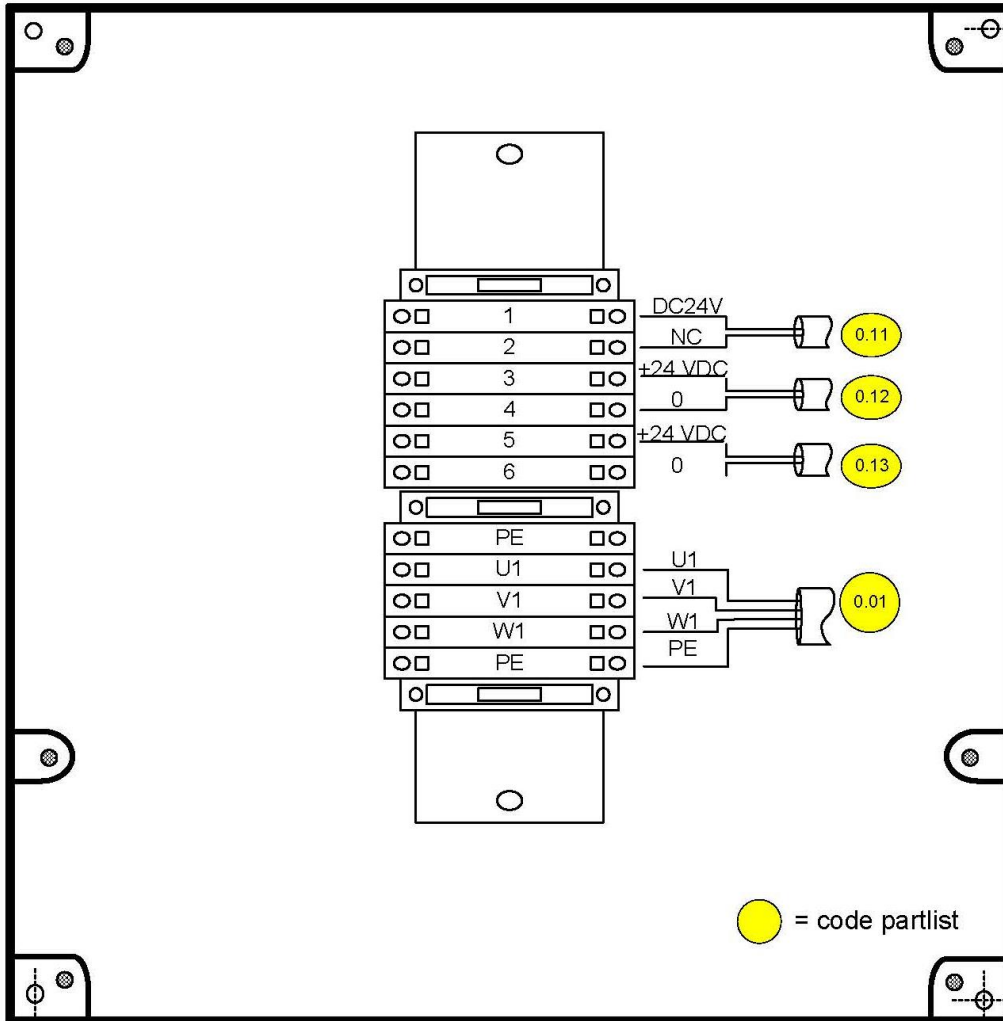 1 DC24V
0.11
2 NC
3 +24 VDC
0.12
4 0
5 +24 VDC
0.13
6 0
PE
U1 U1
V1 V1
0.01
W1 W1
PE PE
= code partlist